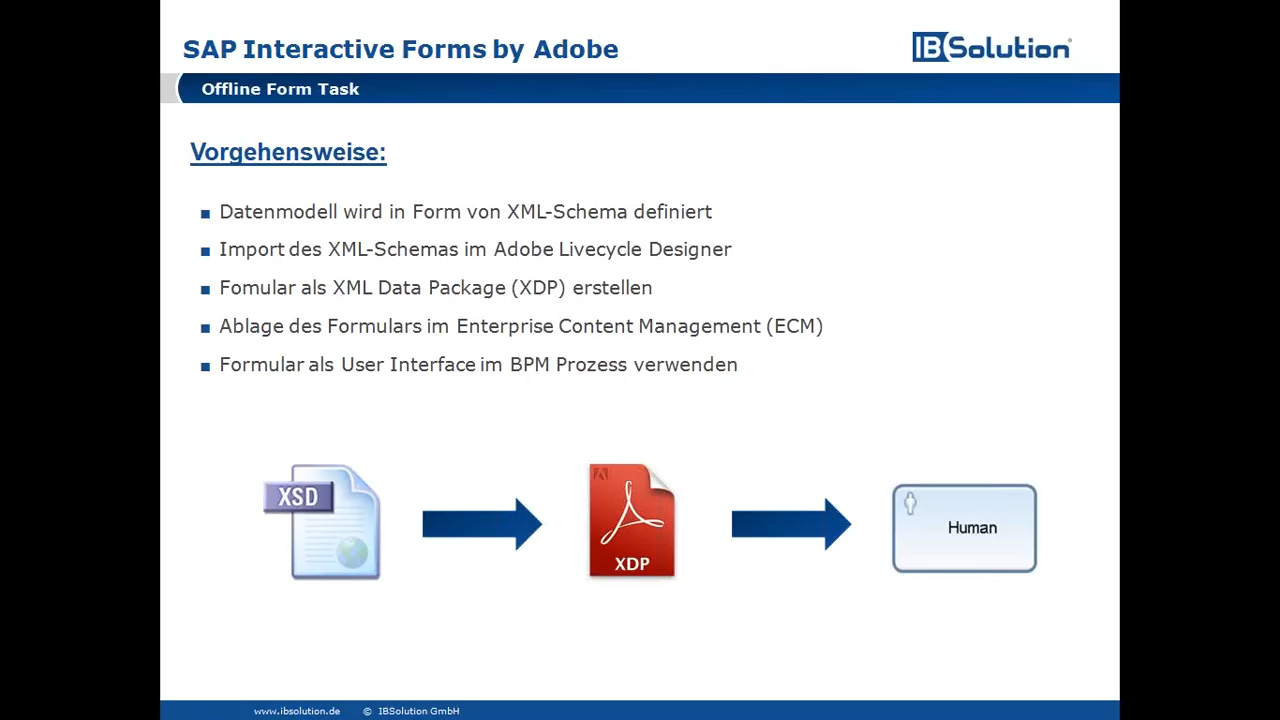 SAP Interactive Forms by Adobe
IBSolution
Offline Form Task
Vorgehensweise:
Datenmodell wird in Form von XML-Schema definiert
Import des XML-Schemas im Adobe Livecycle Designer
Fomular als XML Data Package (XDP) erstellen
Ablage des Formulars im Enterprise Content Management (ECM)
Formular als User Interface im BPM Prozess verwenden
XSD
XDP
Human
www.ibsolution.de © IBSolution GmbH